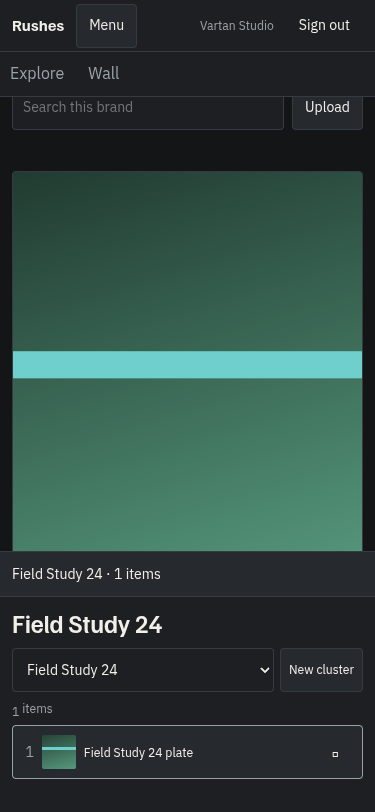 Rushes Menu Vartan Studio Sign out
Explore Wall
Search this brand Upload
Field Study 24 · 1 items
Field Study 24
Field Study 24 New cluster
1 items
1 Field Study 24 plate